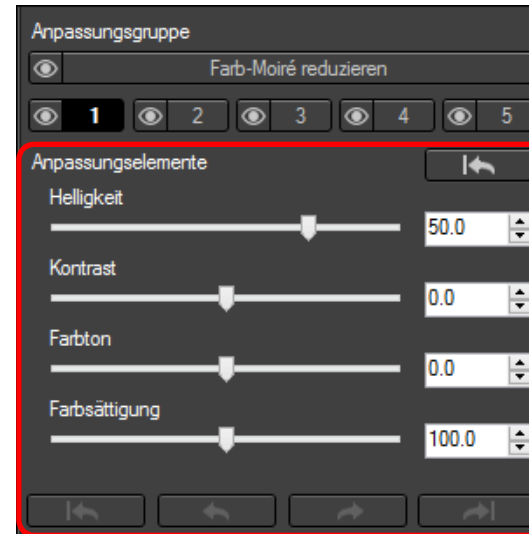 Anpassungsgruppe
Farb-Moiré reduzieren
1 2 3 4 5
Anpassungselemente
Helligkeit
50.0
Kontrast
0.0
Farbton
0.0
Farbsättigung
100.0